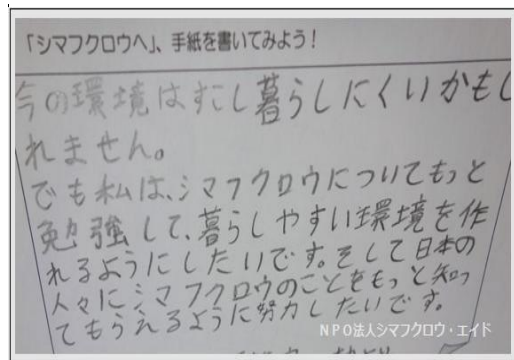 「シマフクロウへ」、手紙を書いてみよう！
今の環境はすこし暮らしにくいかもし
れません。
でも私は、シマフクロウについてもっと
勉強して、暮らしやすい環境を作
れるようにしたいです。そして日本の
人々にシマフクロウのことをもっと知っ
てもらえるように努力したいです。
NPO法人シマフクロウ・エイド